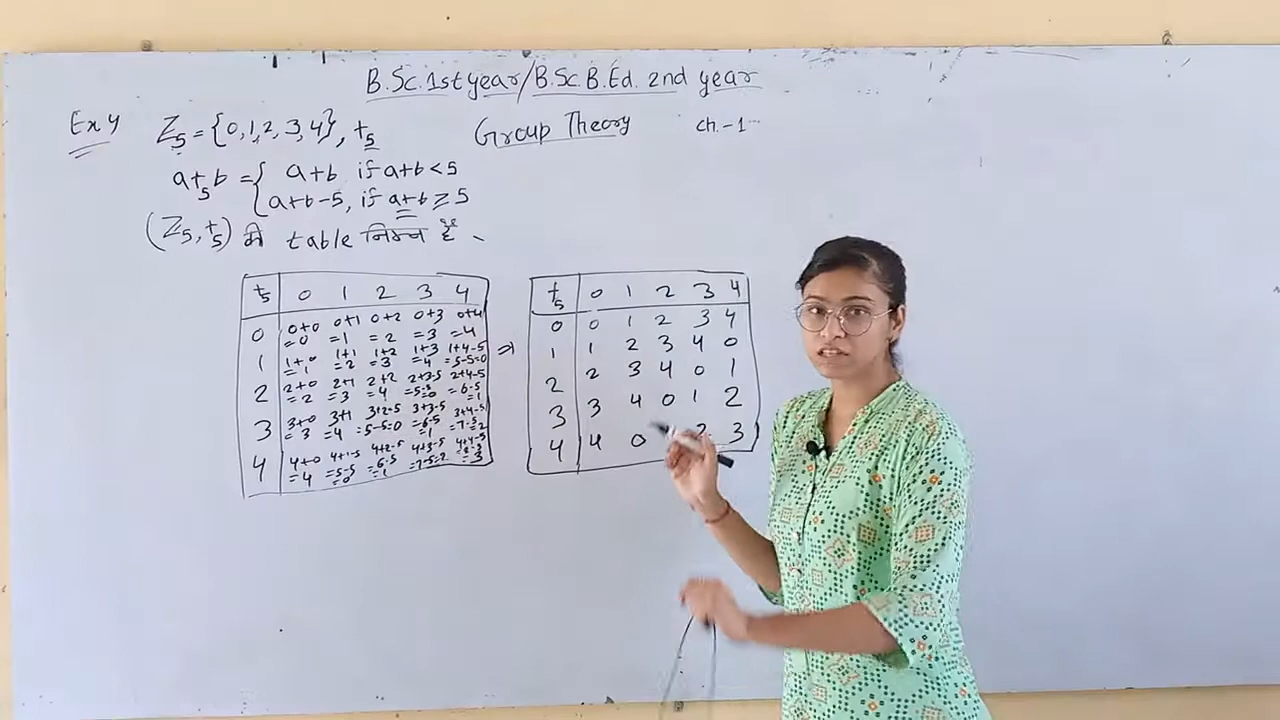 B.Sc. 1st year/B.Sc. B.Ed. 2nd year
Ex 4 Z5 = {0, 1, 2, 3, 4}, +5
Group Theory ch.-1
a+5b = { a+b if a+b < 5
a+b-5, if a+b ≥ 5
(Z5, +5) की table निम्न है
+5 0 1 2 3 4
0 0+0 =0 0+1 =1 0+2 =2 0+3 =3 0+4 =4
1 1+0 =1 1+1 =2 1+2 =3 1+3 =4 1+4-5 =5-5=0
2 2+0 =2 2+1 =3 2+2 =4 2+3-5 =5-5 =0 2+4-5 =6-5 =1
3 3+0 =3 3+1 =4 3+2-5 =5-5=0 3+3-5 =6-5 =1 3+4-5 =7-5 =2
4 4+0 =4 4+1-5 =5-5 =0 4+2-5 =6-5 =1 4+3-5 =7-5=2 4+4-5 =8-5 =3
⇒
+5 0 1 2 3 4
0 0 1 2 3 4
1 1 2 3 4 0
2 2 3 4 0 1
3 3 4 0 1 2
4 4 0 2 3